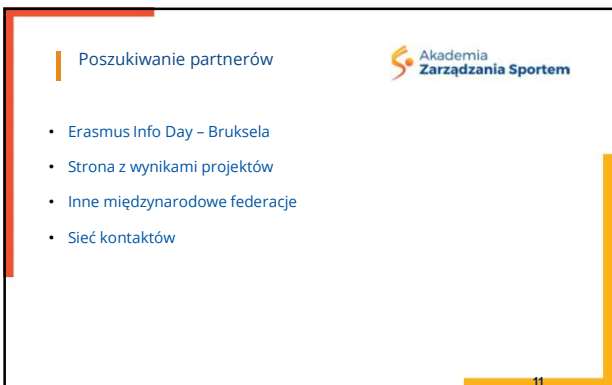 Poszukiwanie partnerów
Akademia
Zarządzania Sportem
• Erasmus Info Day – Bruksela
• Strona z wynikami projektów
• Inne międzynarodowe federacje
• Sieć kontaktów
11